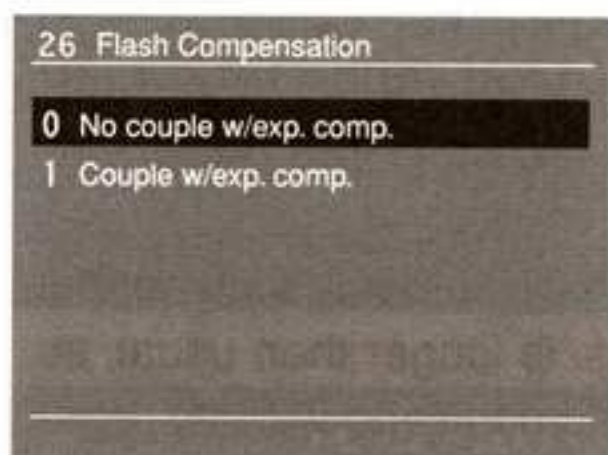 26 Flash Compensation
0 No couple w/exp. comp.
1 Couple w/exp. comp.